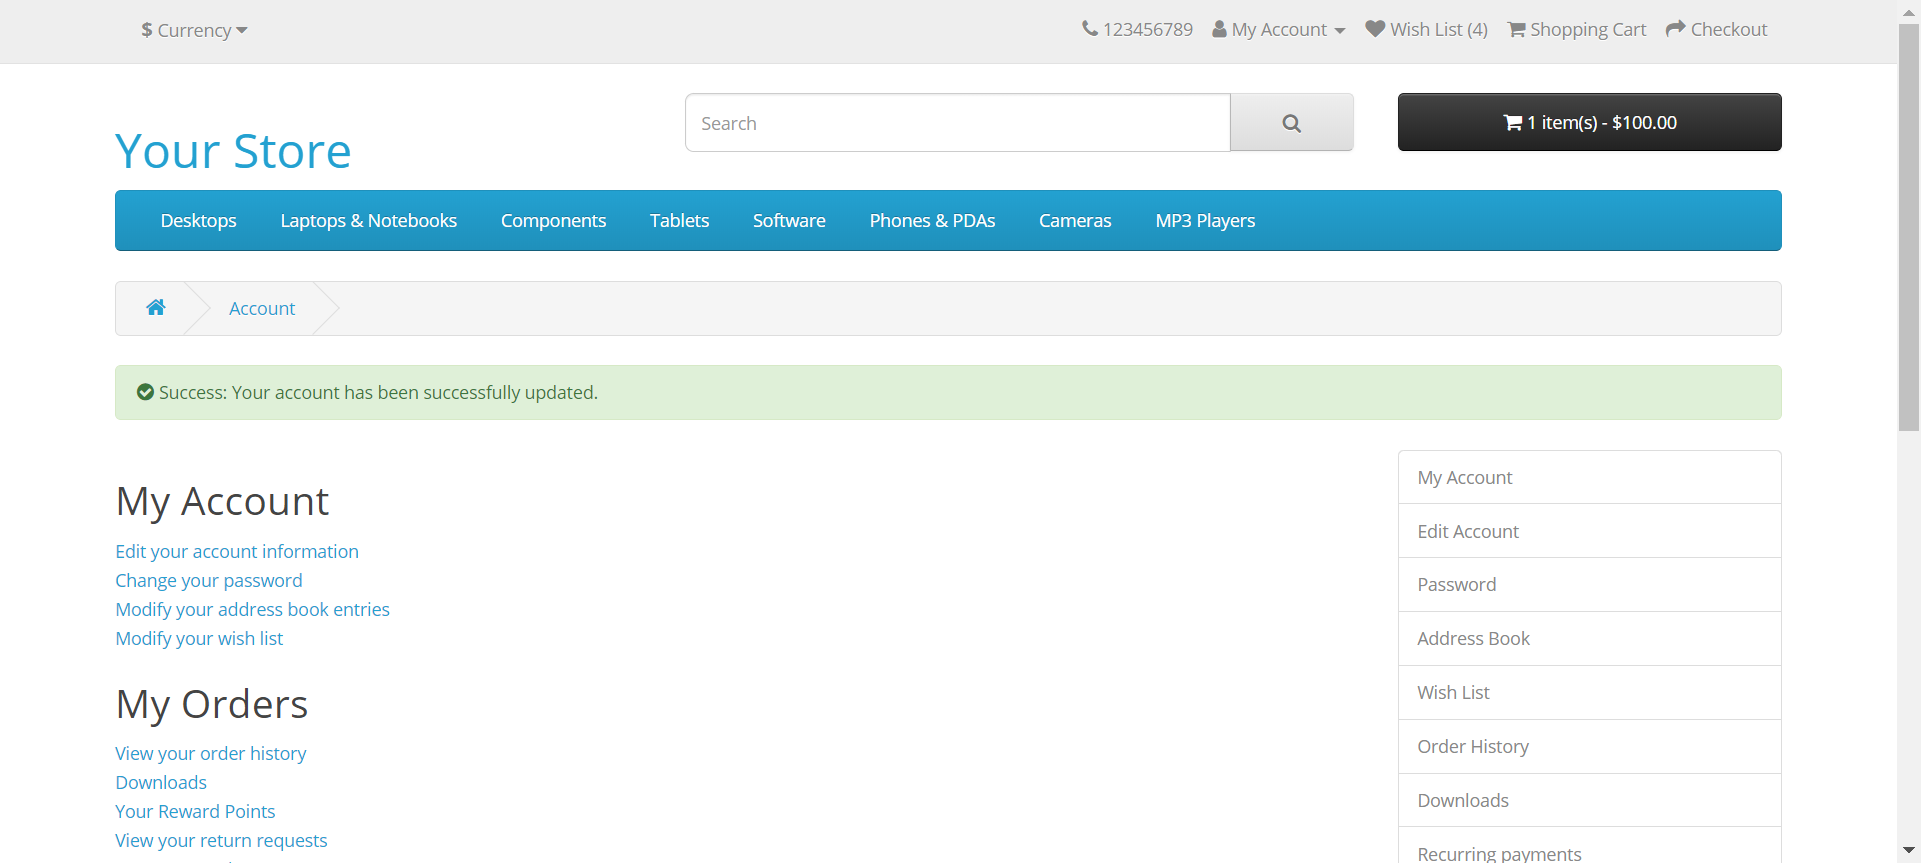 $ Currency
123456789 My Account Wish List (4) Shopping Cart Checkout
Your Store
Search
1 item(s) - $100.00
Desktops Laptops & Notebooks Components Tablets Software Phones & PDAs Cameras MP3 Players
Account
Success: Your account has been successfully updated.
My Account
Edit your account information
Change your password
Modify your address book entries
Modify your wish list
My Orders
View your order history
Downloads
Your Reward Points
View your return requests
My Account
Edit Account
Password
Address Book
Wish List
Order History
Downloads
Recurring payments